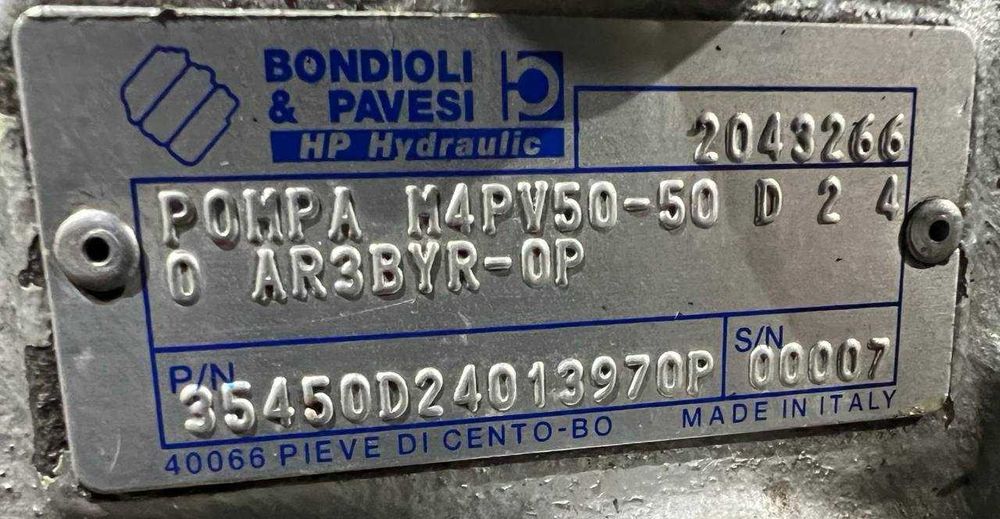 BONDIOLI
& PAVESI
HP Hydraulic
2043266
POMPA M4PV50-50 D 2 4
0 AR3BYR-0P
P/N
35450D24013970P
S/N
00007
40066 PIEVE DI CENTO-BO
MADE IN ITALY